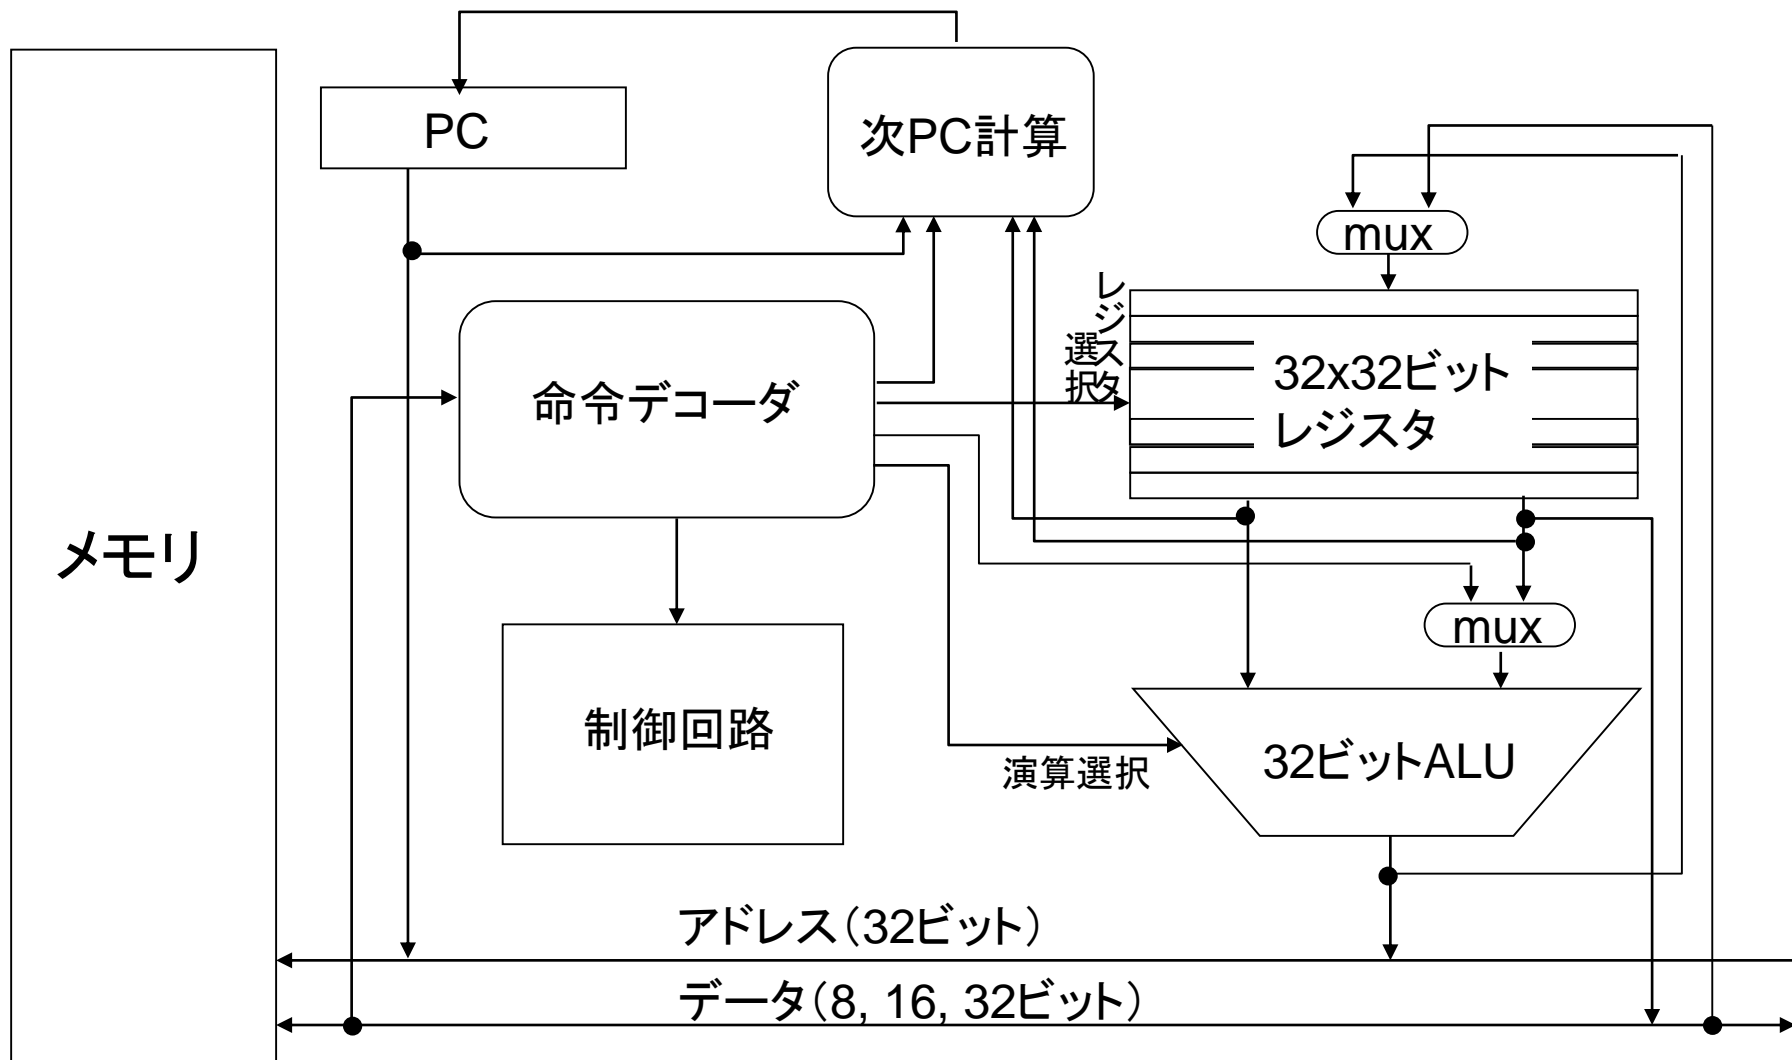 PC
次PC計算
mux
レジスタ
選択
32x32ビット
レジスタ
命令デコーダ
メモリ
mux
制御回路
32ビットALU
演算選択
アドレス(32ビット)
データ(8, 16, 32ビット)